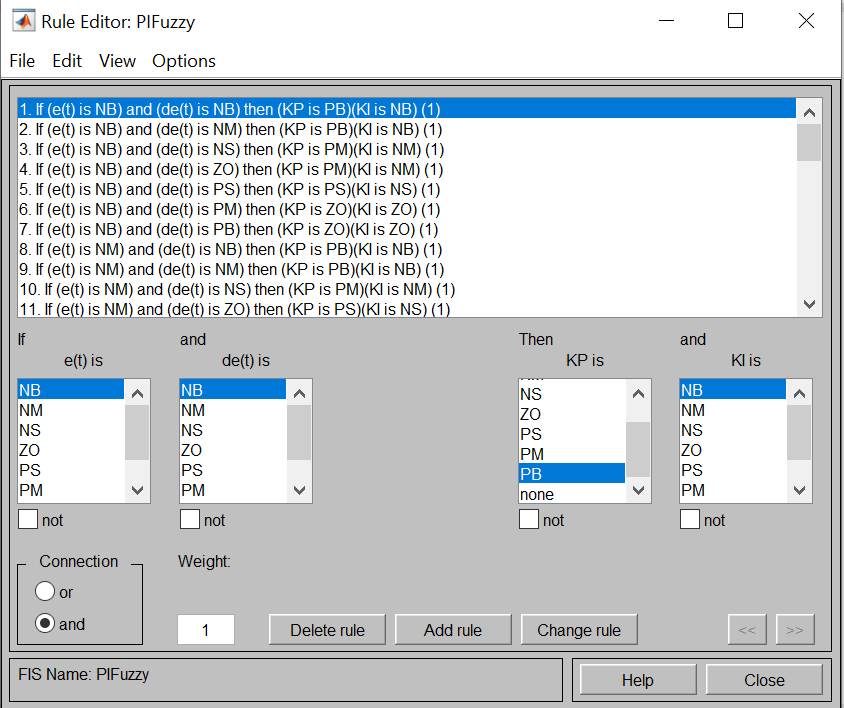 Rule Editor: PIFuzzy
File Edit View Options
1. If (e(t) is NB) and (de(t) is NB) then (KP is PB)(KI is NB) (1)
2. If (e(t) is NB) and (de(t) is NM) then (KP is PB)(KI is NB) (1)
3. If (e(t) is NB) and (de(t) is NS) then (KP is PM)(KI is NM) (1)
4. If (e(t) is NB) and (de(t) is ZO) then (KP is PM)(KI is NM) (1)
5. If (e(t) is NB) and (de(t) is PS) then (KP is PS)(KI is NS) (1)
6. If (e(t) is NB) and (de(t) is PM) then (KP is ZO)(KI is ZO) (1)
7. If (e(t) is NB) and (de(t) is PB) then (KP is ZO)(KI is ZO) (1)
8. If (e(t) is NM) and (de(t) is NB) then (KP is PB)(KI is NB) (1)
9. If (e(t) is NM) and (de(t) is NM) then (KP is PB)(KI is NB) (1)
10. If (e(t) is NM) and (de(t) is NS) then (KP is PM)(KI is NM) (1)
11. If (e(t) is NM) and (de(t) is ZO) then (KP is PS)(KI is NS) (1)
If
e(t) is
NB
NM
NS
ZO
PS
PM
not
and
de(t) is
NB
NM
NS
ZO
PS
PM
not
Then
KP is
NS
ZO
PS
PM
PB
none
not
and
KI is
NB
NM
NS
ZO
PS
PM
not
Connection
or
and
Weight:
1
Delete rule
Add rule
Change rule
<<
>>
FIS Name: PIFuzzy
Help
Close